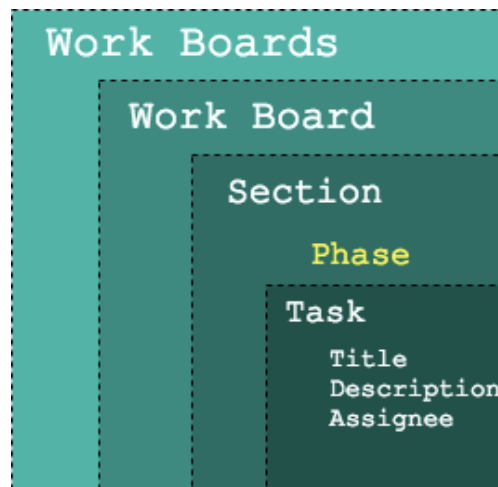 Work Boards
Work Board
Section
Phase
Task
Title
Description
Assignee